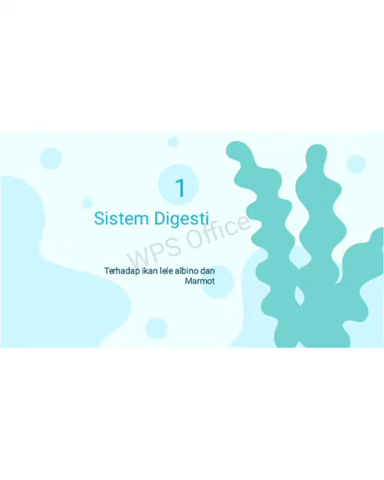 1
Sistem Digesti
WPS Office
Terhadap ikan lele albino dan
Marmot